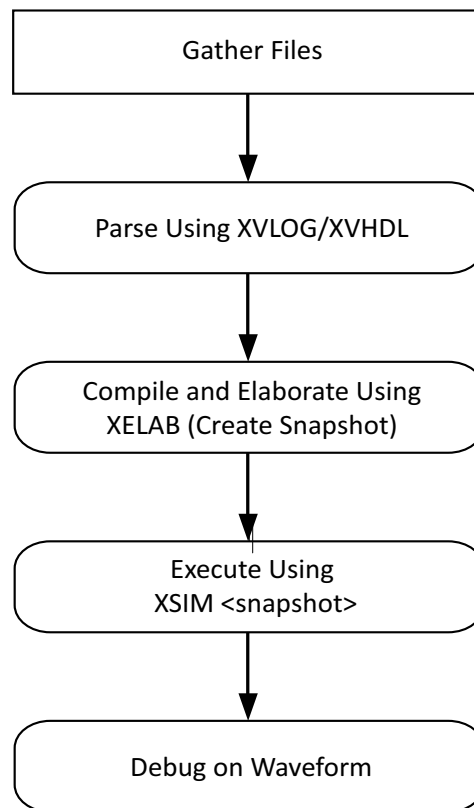 Gather Files
Parse Using XVLOG/XVHDL
Compile and Elaborate Using
XELAB (Create Snapshot)
Execute Using
XSIM <snapshot>
Debug on Waveform